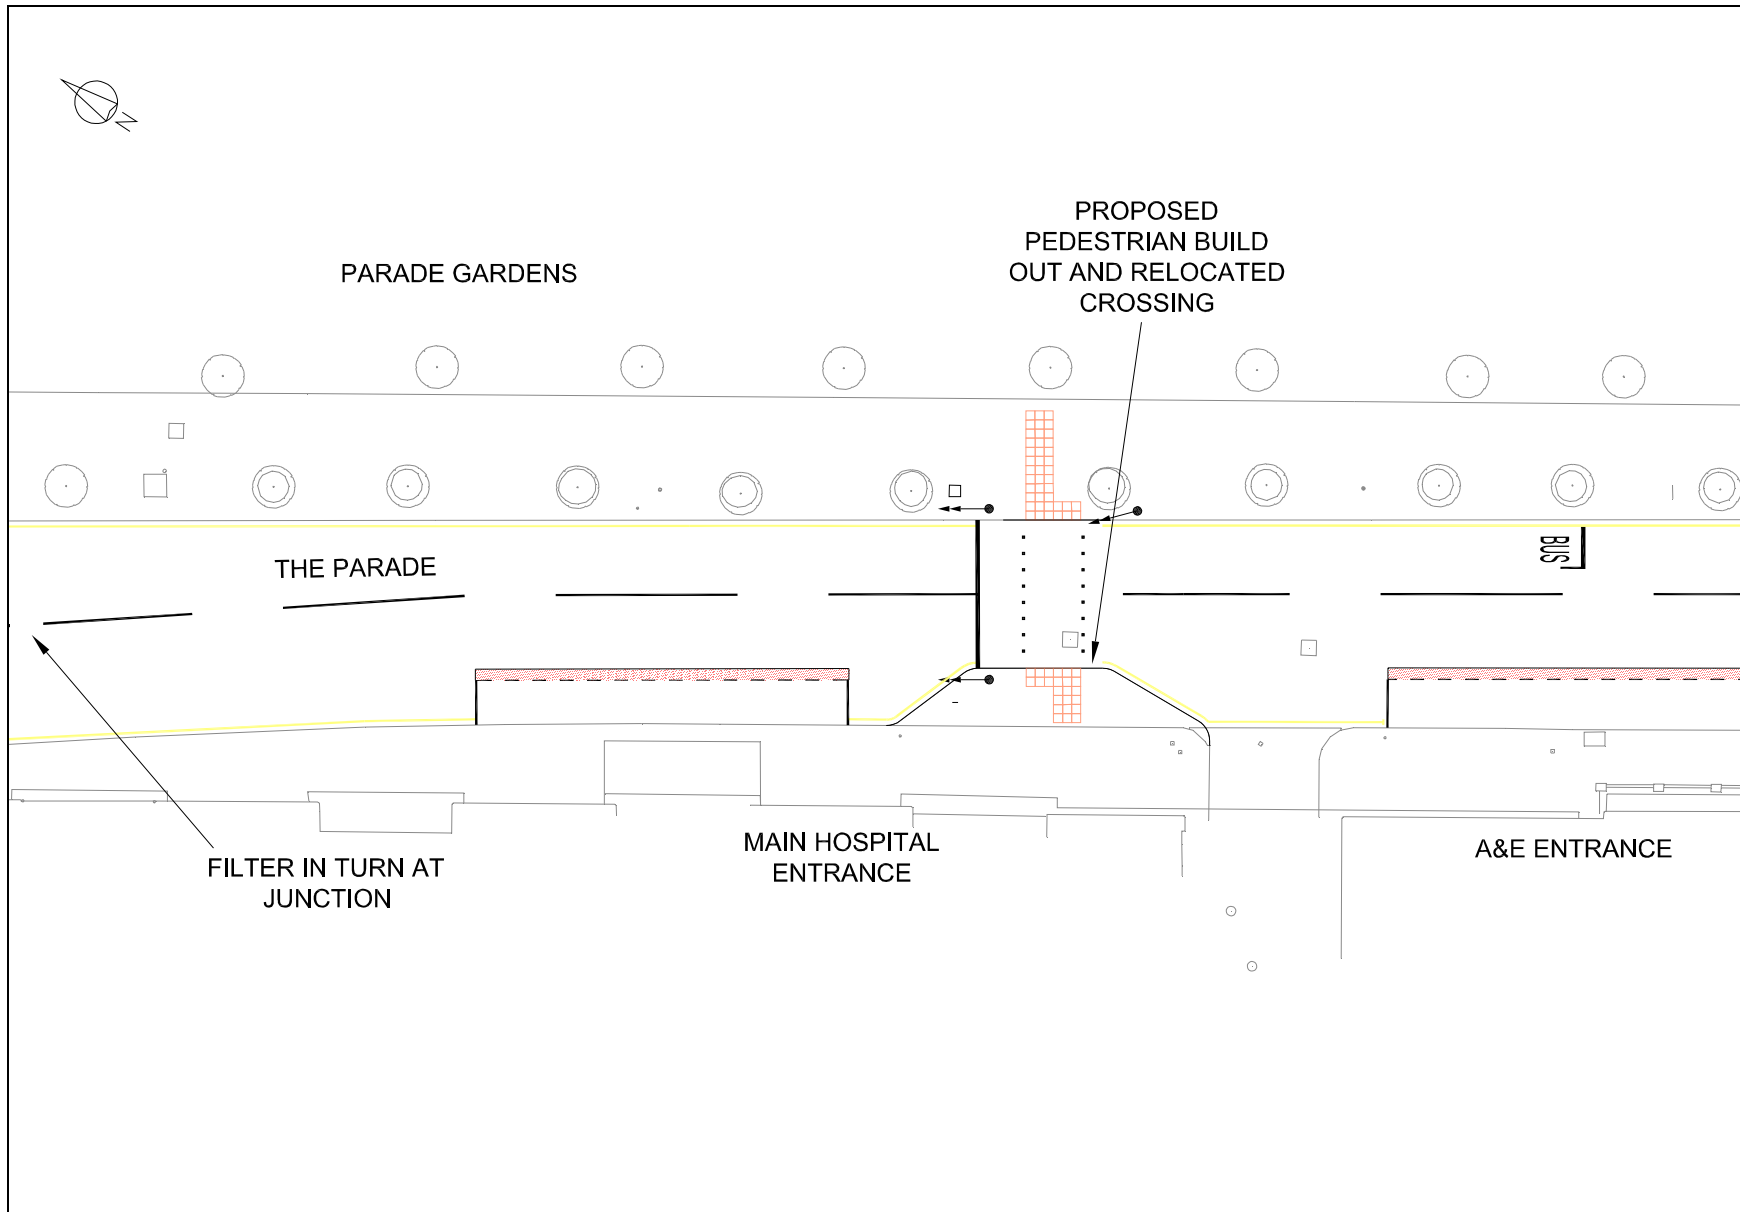 N
PROPOSED
PEDESTRIAN BUILD
OUT AND RELOCATED
CROSSING
PARADE GARDENS
THE PARADE
BUS
FILTER IN TURN AT
JUNCTION
MAIN HOSPITAL
ENTRANCE
A&E ENTRANCE